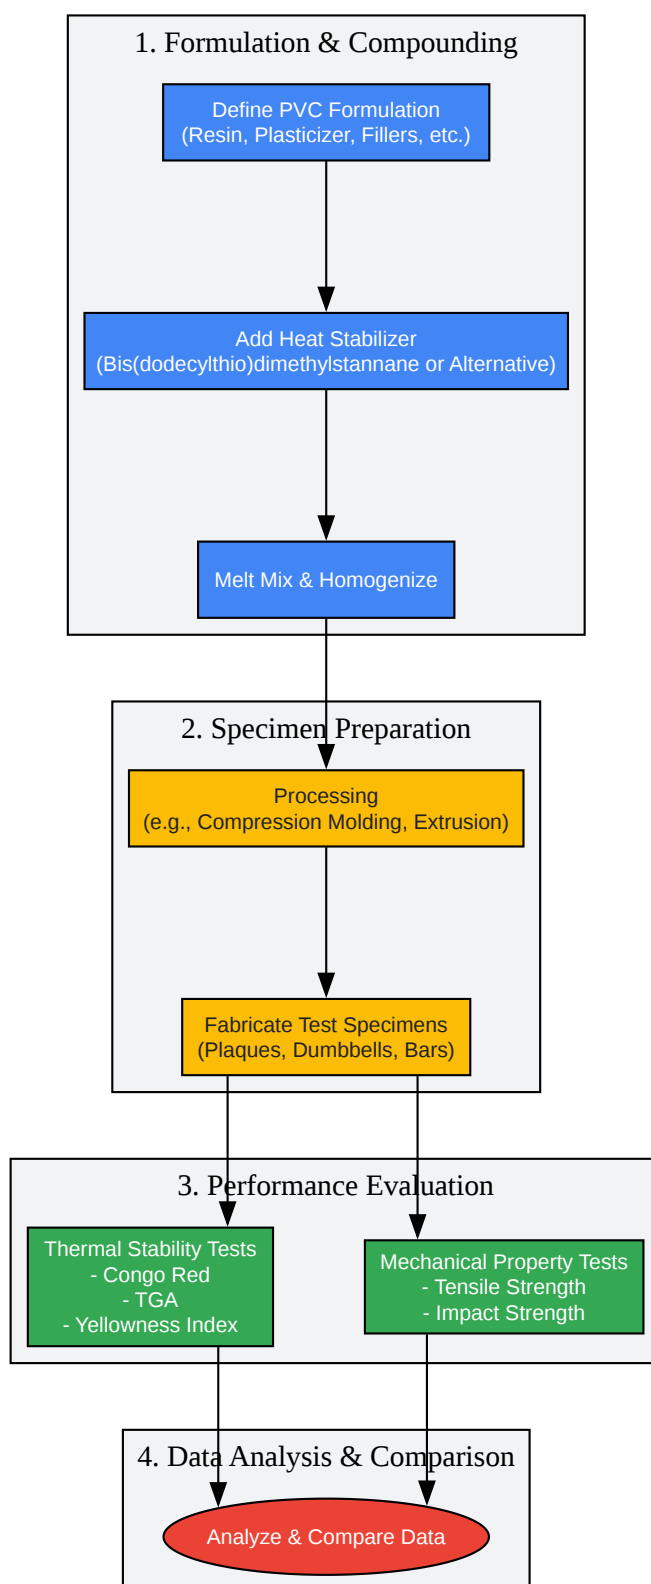 1. Formulation & Compounding
Define PVC Formulation
(Resin, Plasticizer, Fillers, etc.)
Add Heat Stabilizer
(Bis(dodecylthio)dimethylstannane or Alternative)
Melt Mix & Homogenize
2. Specimen Preparation
Processing
(e.g., Compression Molding, Extrusion)
Fabricate Test Specimens
(Plaques, Dumbbells, Bars)
3. Performance Evaluation
Thermal Stability Tests
- Congo Red
- TGA
- Yellowness Index
Mechanical Property Tests
- Tensile Strength
- Impact Strength
4. Data Analysis & Comparison
Analyze & Compare Data